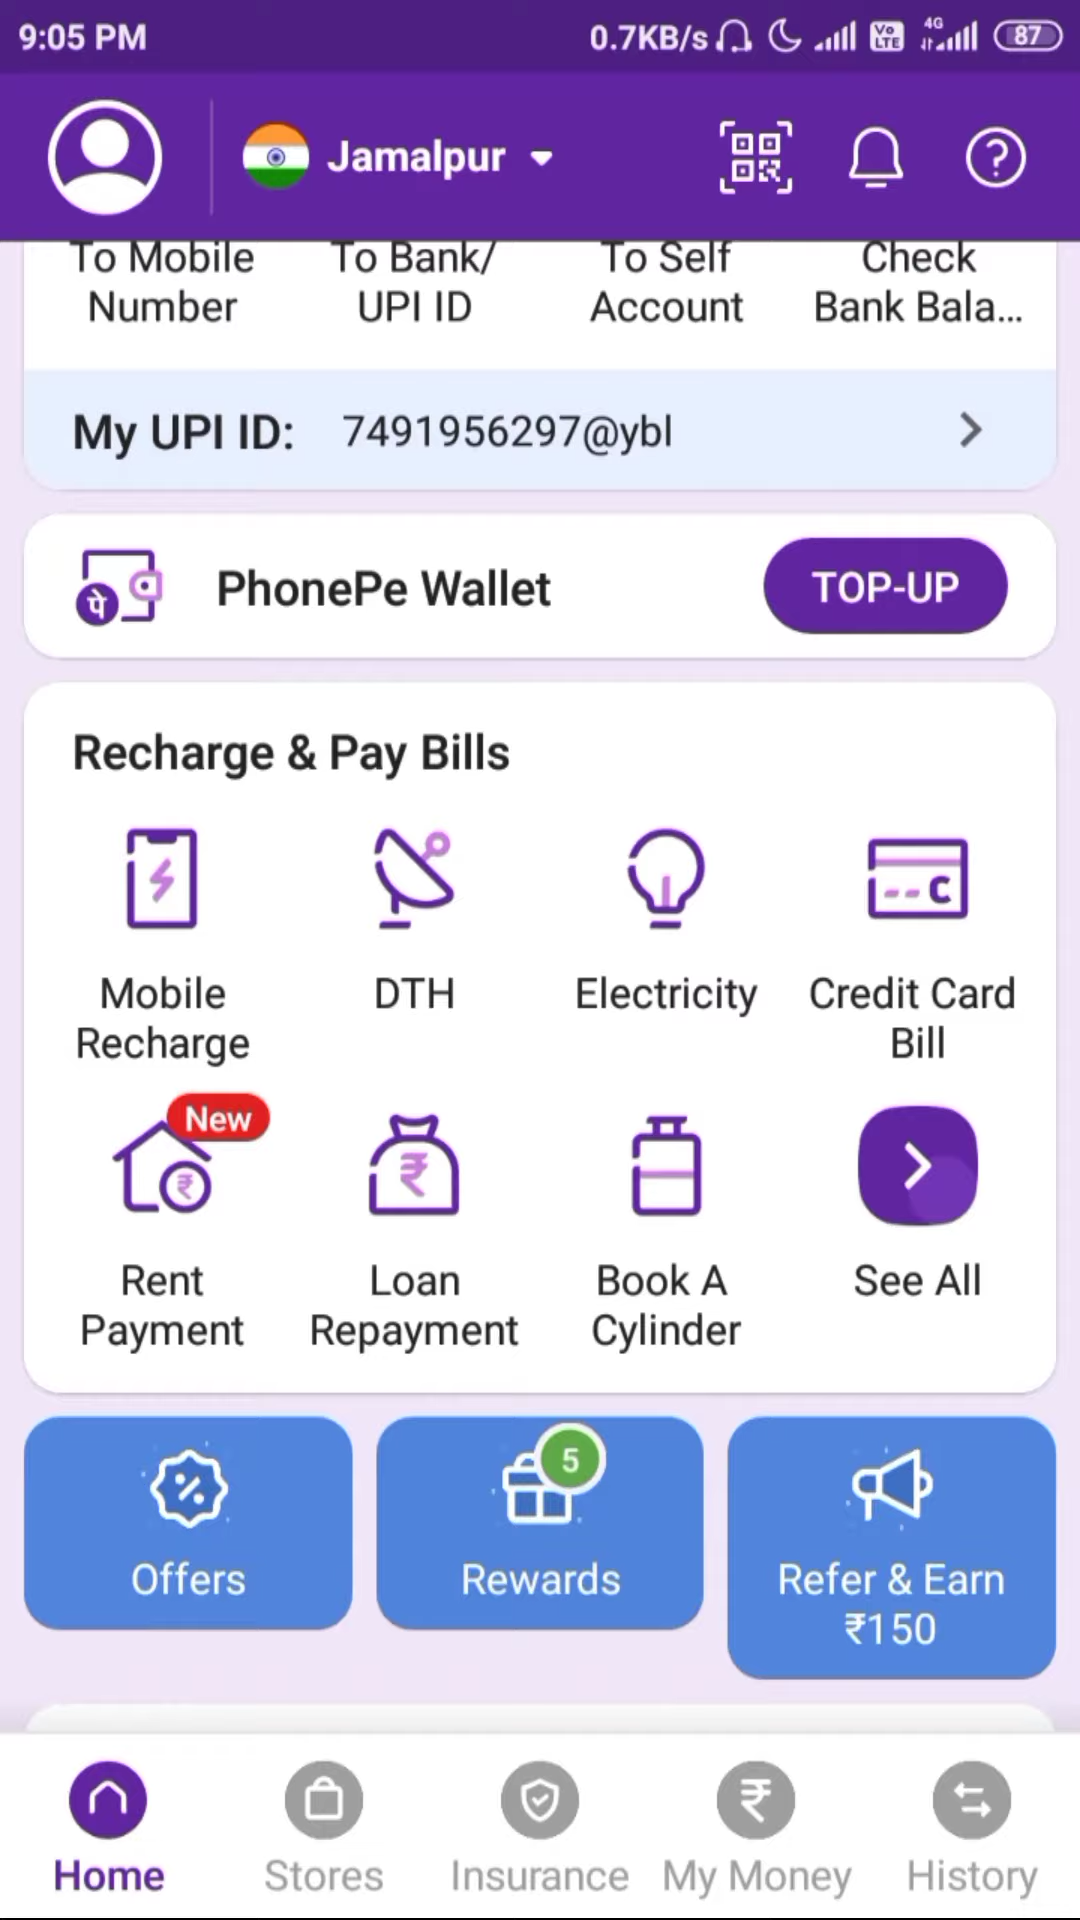 9:05 PM 0.7KB/s Vo LTE 4G 87
Jamalpur
To Mobile Number
To Bank/ UPI ID
To Self Account
Check Bank Bala...
My UPI ID: 7491956297@ybl
पे PhonePe Wallet TOP-UP
Recharge & Pay Bills
Mobile Recharge
DTH
Electricity
C
Credit Card Bill
New
₹
Rent Payment
₹
Loan Repayment
Book A Cylinder
See All
%
Offers
5
Rewards
Refer & Earn
₹150
₹
Home Stores Insurance My Money History